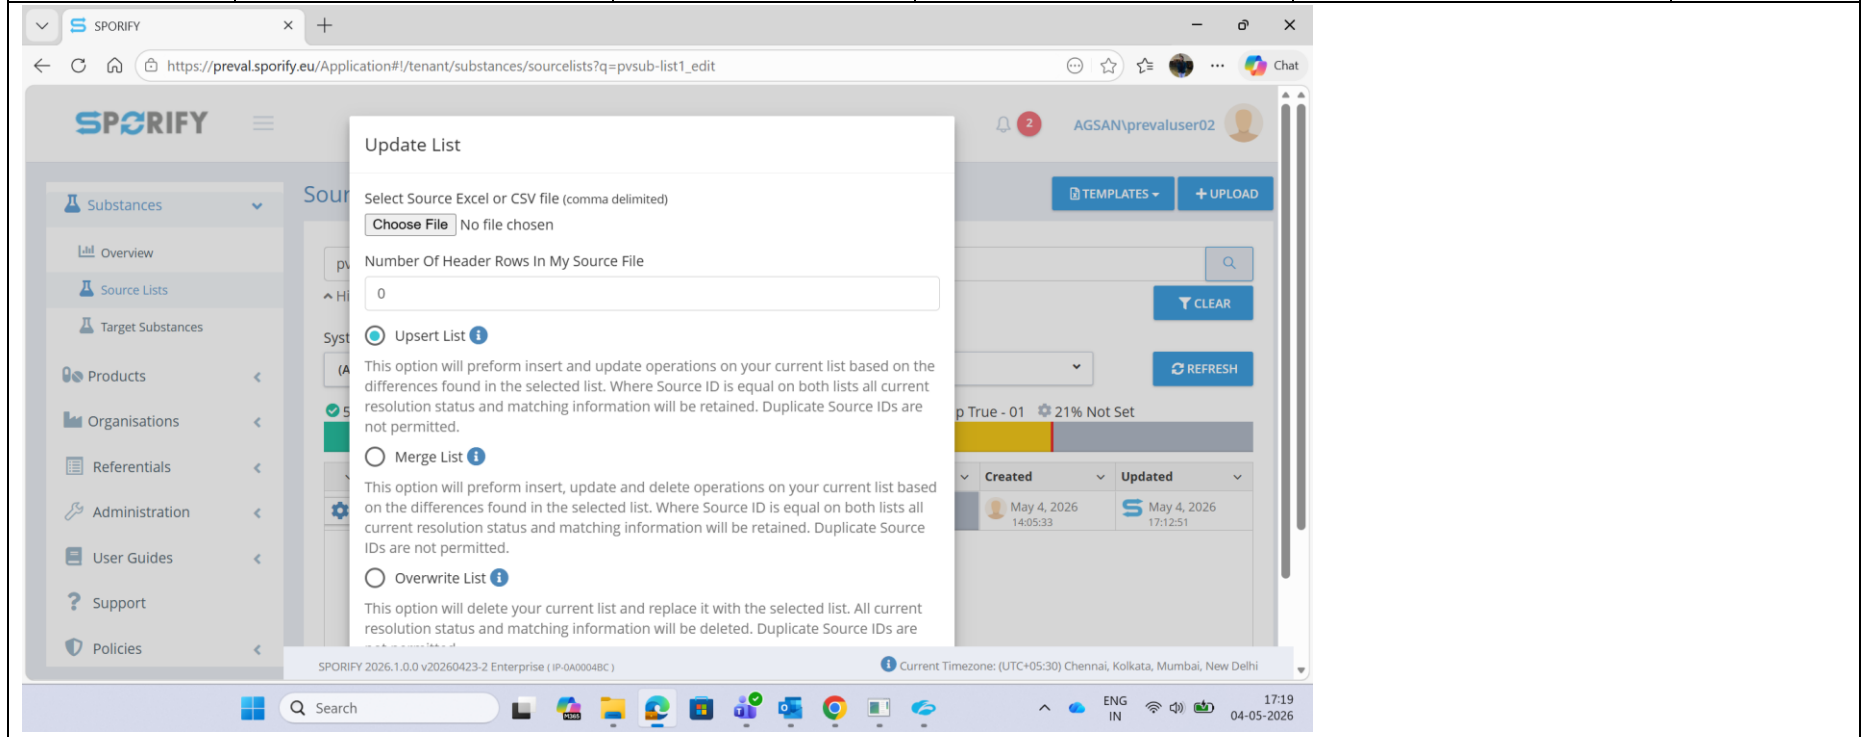 SPORIFY
https://preval.sporify.eu/Application#!/tenant/substances/sourcelists?q=pvsub-list1_edit
Chat
SPORIFY
2
AGSAN\prevaluser02
Update List
Substances
Sour
TEMPLATES
+ UPLOAD
Select Source Excel or CSV file (comma delimited)
Choose File No file chosen
Overview
Number Of Header Rows In My Source File
pv
Source Lists
0
Hi
CLEAR
Target Substances
Upsert List
Syst
This option will preform insert and update operations on your current list based on the
differences found in the selected list. Where Source ID is equal on both lists all current
resolution status and matching information will be retained. Duplicate Source IDs are
not permitted.
Products
(A
REFRESH
5
p True - 01 21% Not Set
Organisations
Merge List
This option will preform insert, update and delete operations on your current list based
on the differences found in the selected list. Where Source ID is equal on both lists all
current resolution status and matching information will be retained. Duplicate Source
IDs are not permitted.
Referentials
Created
Updated
Administration
May 4, 2026
14:05:33
May 4, 2026
17:12:51
User Guides
Overwrite List
Support
This option will delete your current list and replace it with the selected list. All current
resolution status and matching information will be deleted. Duplicate Source IDs are
Policies
SPORIFY 2026.1.0.0 v20260423-2 Enterprise ( IP-0A0004BC )
Current Timezone: (UTC+05:30) Chennai, Kolkata, Mumbai, New Delhi
Search
M365
ENG
IN
17:19
04-05-2026